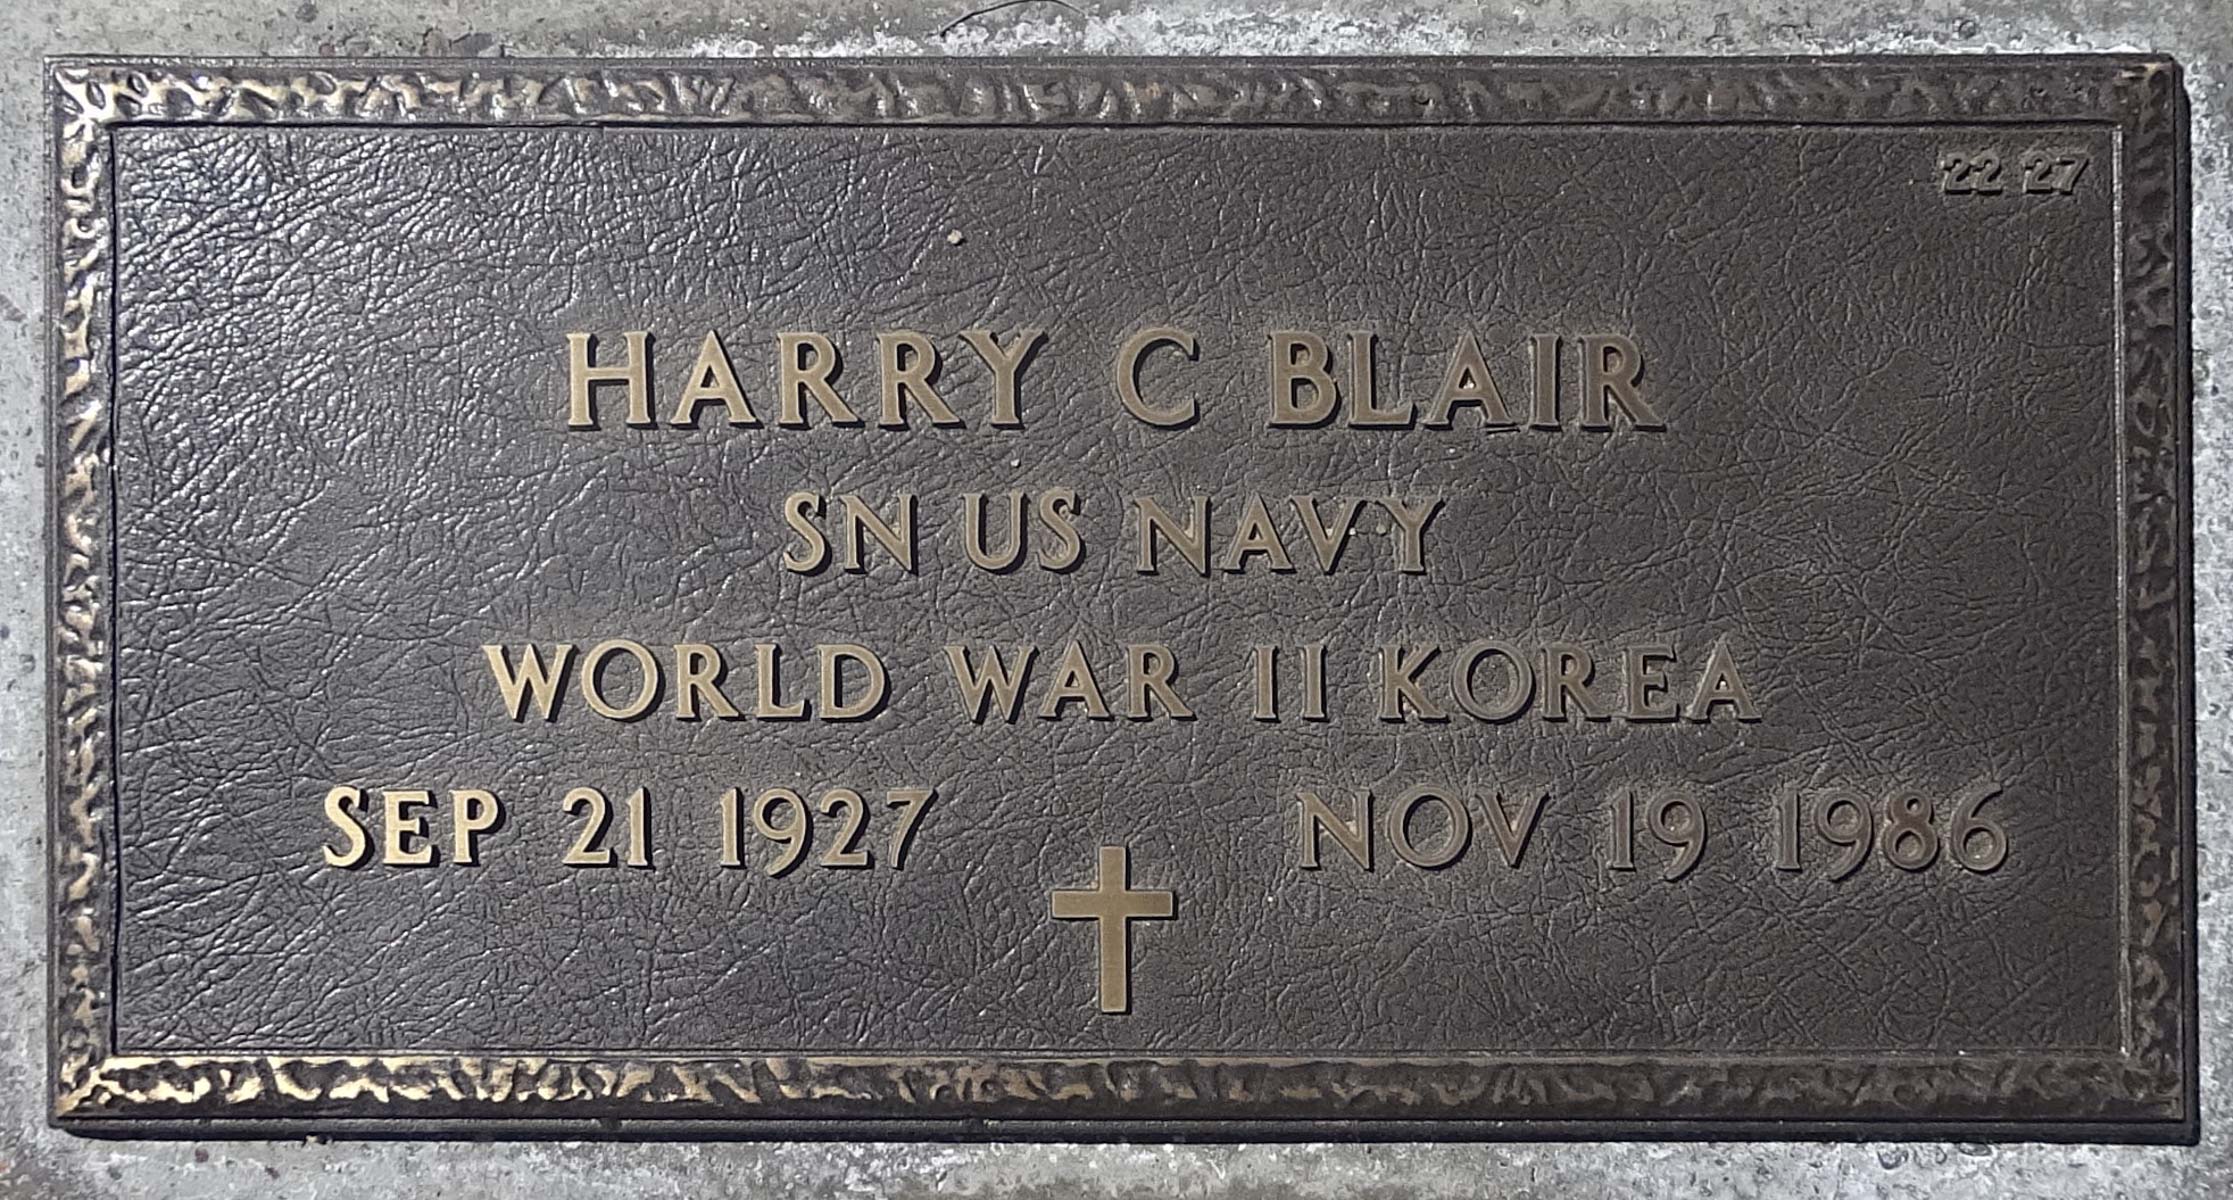 22 27
HARRY C BLAIR
SN US NAVY
WORLD WAR II KOREA
SEP 21 1927 NOV 19 1986